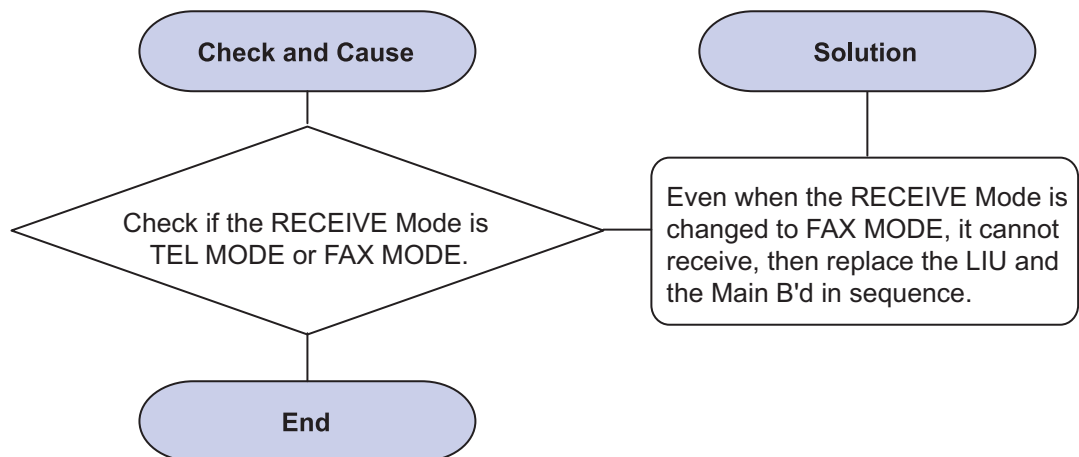 Check and Cause
Solution
Check if the RECEIVE Mode is
TEL MODE or FAX MODE.
Even when the RECEIVE Mode is
changed to FAX MODE, it cannot
receive, then replace the LIU and
the Main B'd in sequence.
End